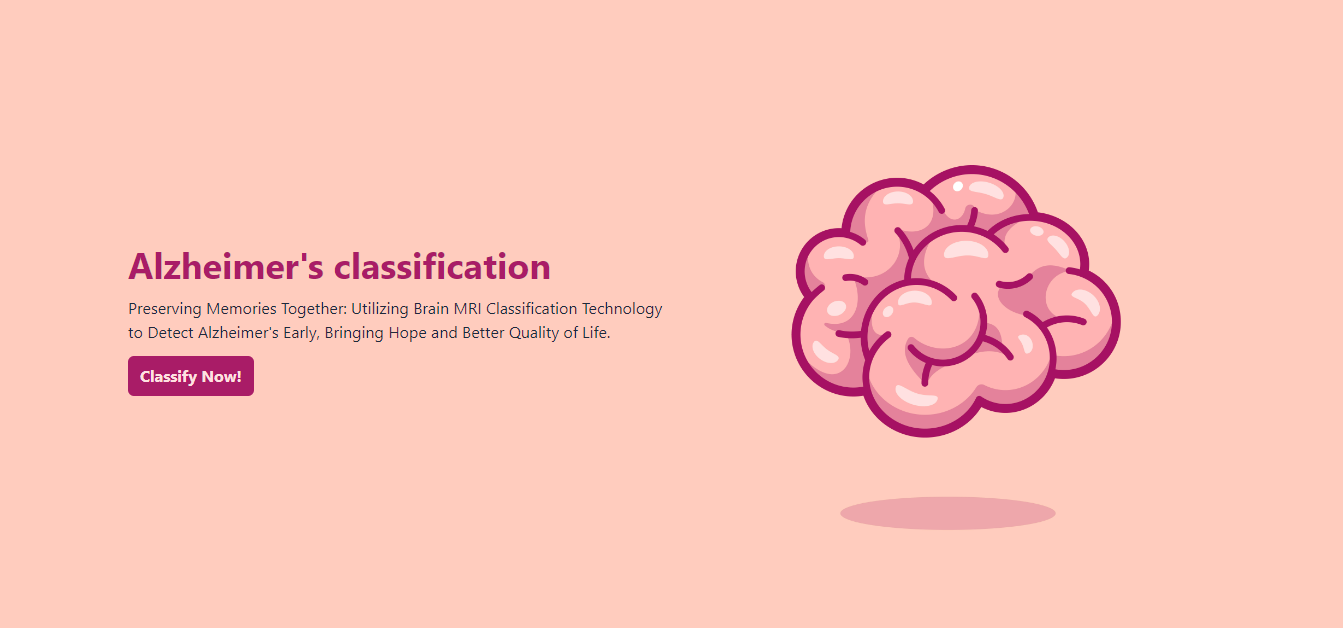 Alzheimer's classification
Preserving Memories Together: Utilizing Brain MRI Classification Technology
to Detect Alzheimer's Early, Bringing Hope and Better Quality of Life.
Classify Now!